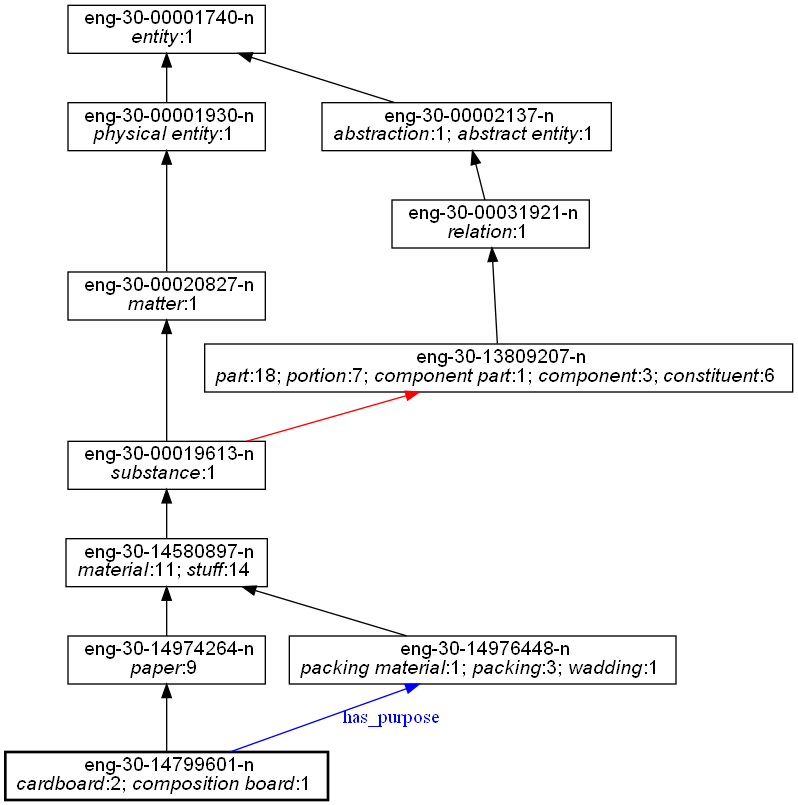 eng-30-00001740-n
entity:1
eng-30-00001930-n
physical entity:1
eng-30-00002137-n
abstraction:1; abstract entity:1
eng-30-00031921-n
relation:1
eng-30-00020827-n
matter:1
eng-30-13809207-n
part:18; portion:7; component part:1; component:3; constituent:6
eng-30-00019613-n
substance:1
eng-30-14580897-n
material:11; stuff:14
eng-30-14974264-n
paper:9
eng-30-14976448-n
packing material:1; packing:3; wadding:1
has_purpose
eng-30-14799601-n
cardboard:2; composition board:1